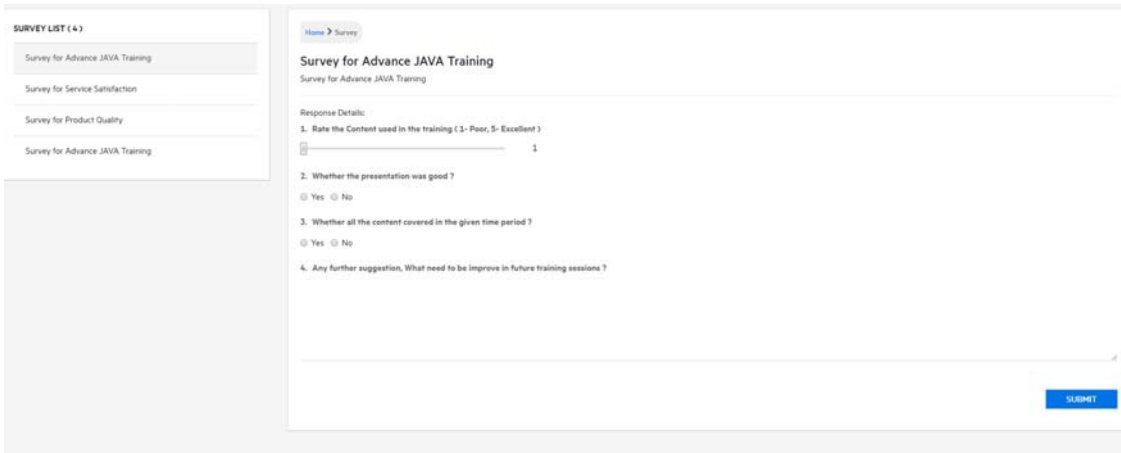 SURVEY LIST ( 4 )
Survey for Advance JAVA Training
Survey for Service Satisfaction
Survey for Product Quality
Survey for Advance JAVA Training
Home > Survey
Survey for Advance JAVA Training
Survey for Advance JAVA Training
Response Details:
1. Rate the Content used in the training ( 1- Poor, 5- Excellent )
1
2. Whether the presentation was good ?
Yes No
3. Whether all the content covered in the given time period ?
Yes No
4. Any further suggestion, What need to be improve in future training sessions ?
SUBMIT